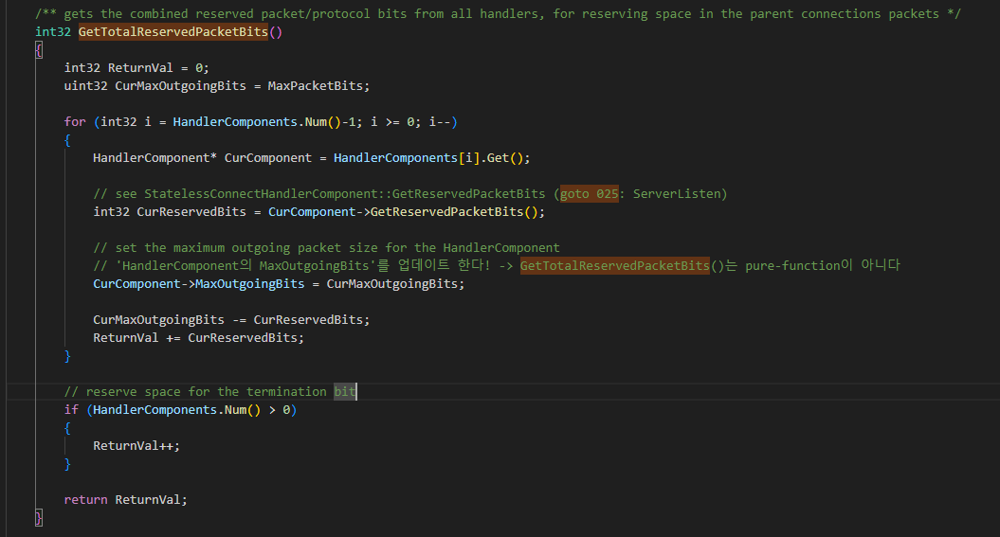 /** gets the combined reserved packet/protocol bits from all handlers, for reserving space in the parent connections packets */
int32 GetTotalReservedPacketBits()
{
    int32 ReturnVal = 0;
    uint32 CurMaxOutgoingBits = MaxPacketBits;
    for (int32 i = HandlerComponents.Num()-1; i >= 0; i--)
    {
        HandlerComponent* CurComponent = HandlerComponents[i].Get();
        // see StatelessConnectHandlerComponent::GetReservedPacketBits (goto 025: ServerListen)
        int32 CurReservedBits = CurComponent->GetReservedPacketBits();
        // set the maximum outgoing packet size for the HandlerComponent
        // 'HandlerComponent의 MaxOutgoingBits'를 업데이트 한다! -> GetTotalReservedPacketBits()는 pure-function이 아니다
        CurComponent->MaxOutgoingBits = CurMaxOutgoingBits;
        CurMaxOutgoingBits -= CurReservedBits;
        ReturnVal += CurReservedBits;
    }
    // reserve space for the termination bit
    if (HandlerComponents.Num() > 0)
    {
        ReturnVal++;
    }
    return ReturnVal;
}